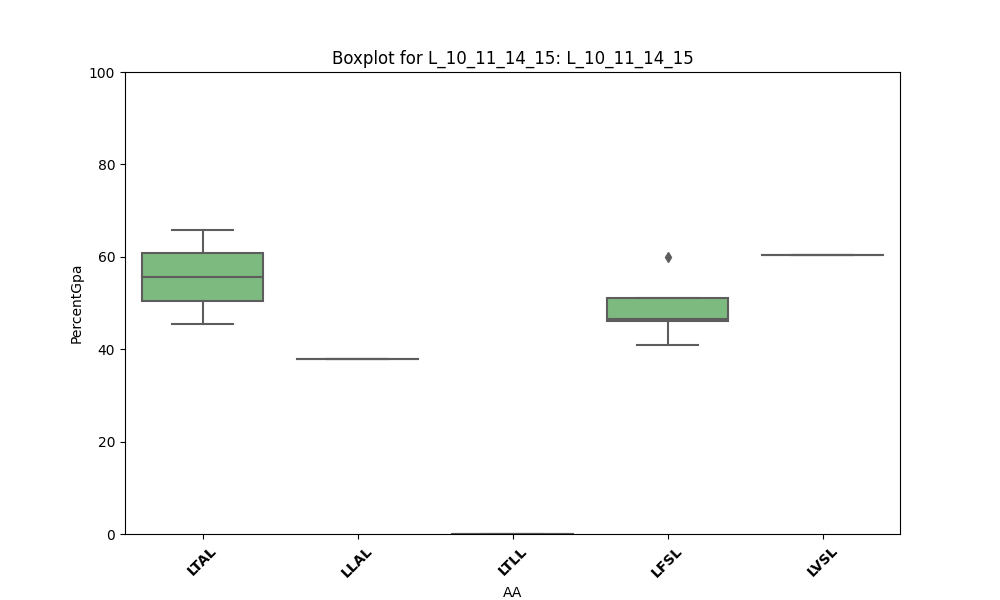 Boxplot for L_10_11_14_15: L_10_11_14_15
100
80
60
40
20
0
PercentGpa
LTAL
LLAL
LTLL
LFSL
LVSL
AA